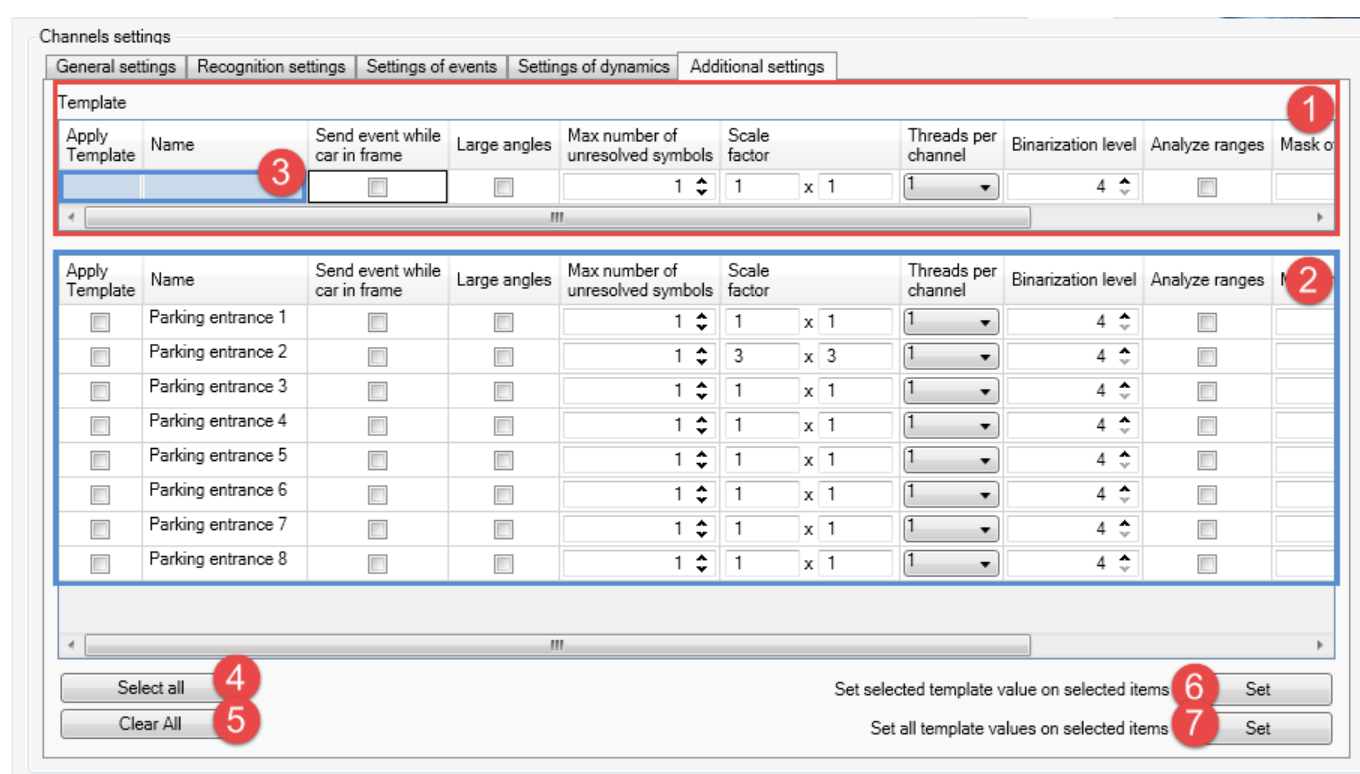 Channels settings
General settings Recognition settings Settings of events Settings of dynamics Additional settings
Template
1
Apply Template Name Send event while car in frame Large angles Max number of unresolved symbols Scale factor Threads per channel Binarization level Analyze ranges Mask o
3
1 1 x 1 1 4
Apply Template Name Send event while car in frame Large angles Max number of unresolved symbols Scale factor Threads per channel Binarization level Analyze ranges
2
Parking entrance 1 1 1 x 1 1 4
Parking entrance 2 1 3 x 3 1 4
Parking entrance 3 1 1 x 1 1 4
Parking entrance 4 1 1 x 1 1 4
Parking entrance 5 1 1 x 1 1 4
Parking entrance 6 1 1 x 1 1 4
Parking entrance 7 1 1 x 1 1 4
Parking entrance 8 1 1 x 1 1 4
Select all 4 Set selected template value on selected items 6 Set
Clear All 5 Set all template values on selected items 7 Set